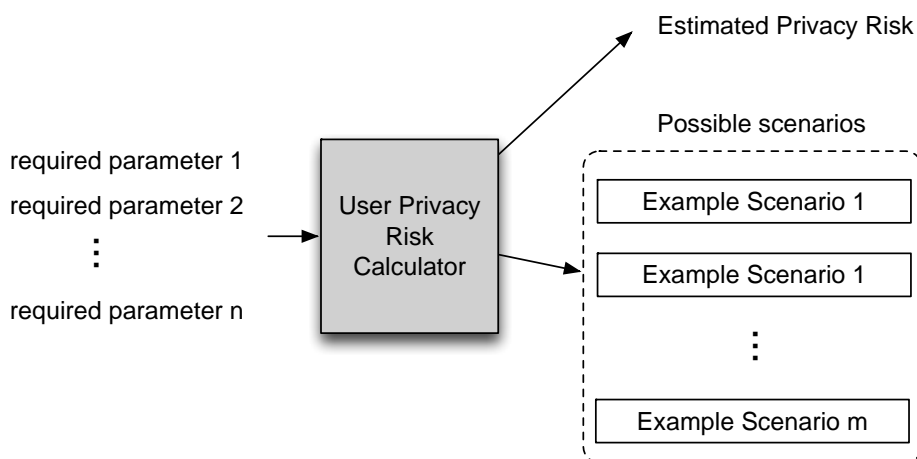 Estimated Privacy Risk
Possible scenarios
required parameter 1
required parameter 2
required parameter n
User Privacy
Risk
Calculator
Example Scenario 1
Example Scenario 1
Example Scenario m